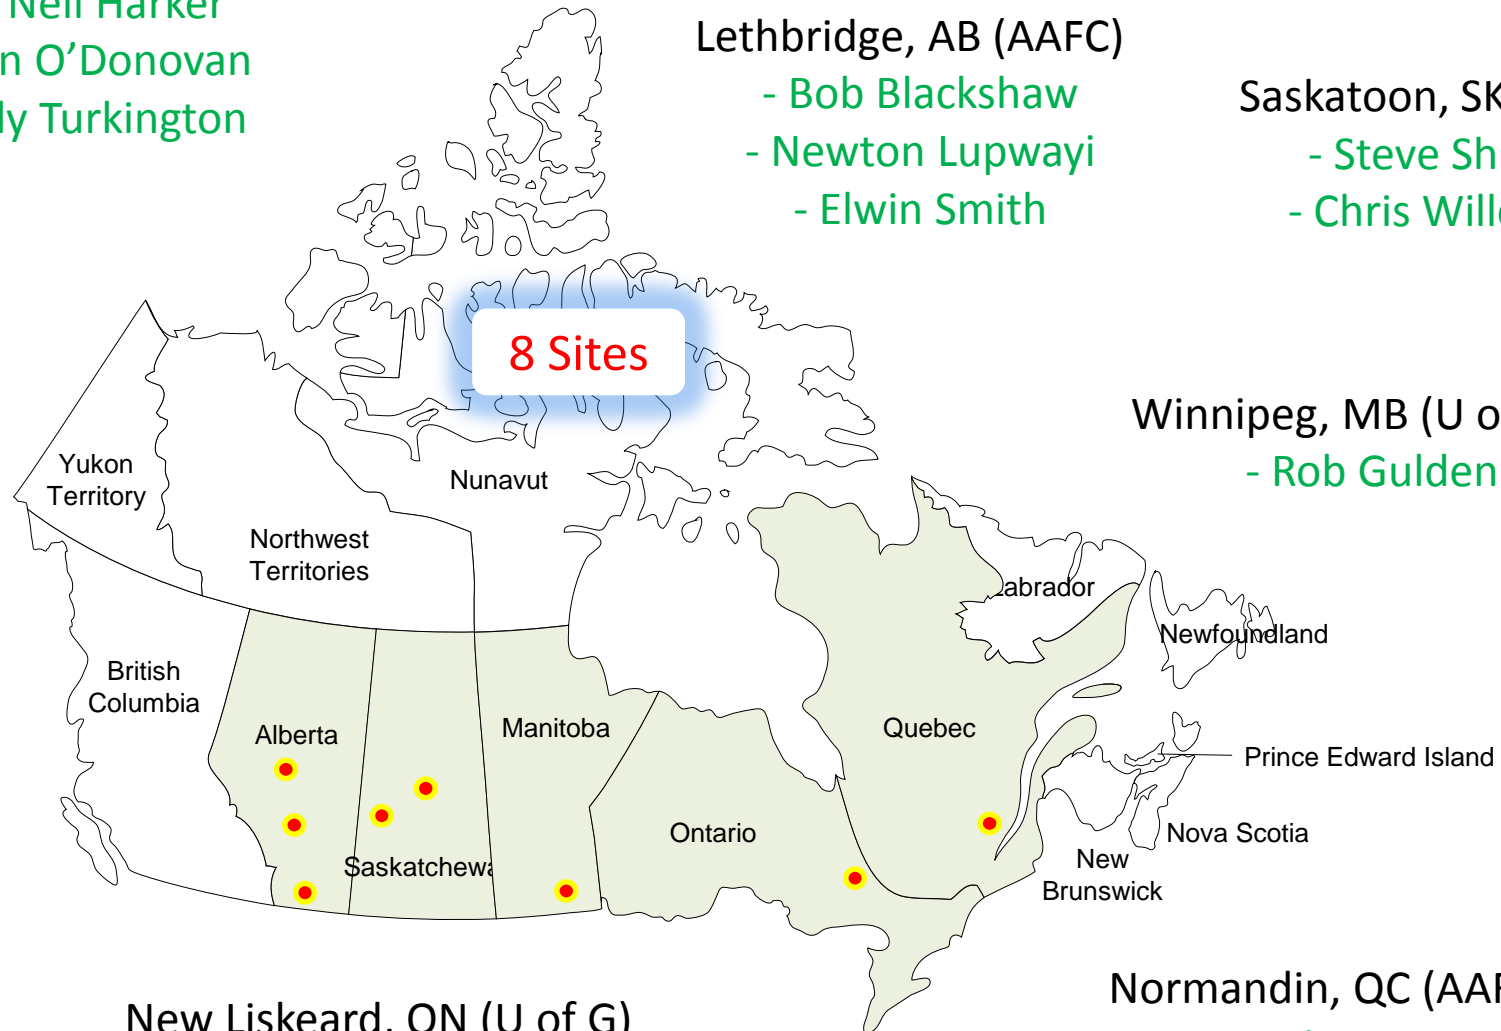 Neil Harker
n O’Donovan
ly Turkington
Lethbridge, AB (AAFC)
- Bob Blackshaw
- Newton Lupwayi
- Elwin Smith
Saskatoon, SK
- Steve Sh
- Chris Will
8 Sites
Winnipeg, MB (U o
- Rob Gulden
Yukon
Territory
Nunavut
Northwest
Territories
abrador
Newfoundland
British
Columbia
Alberta
Manitoba
Quebec
Prince Edward Island
Ontario
Nova Scotia
Saskatchewa
New
Brunswick
Normandin, QC (AAF
New Liskeard, ON (U of G)